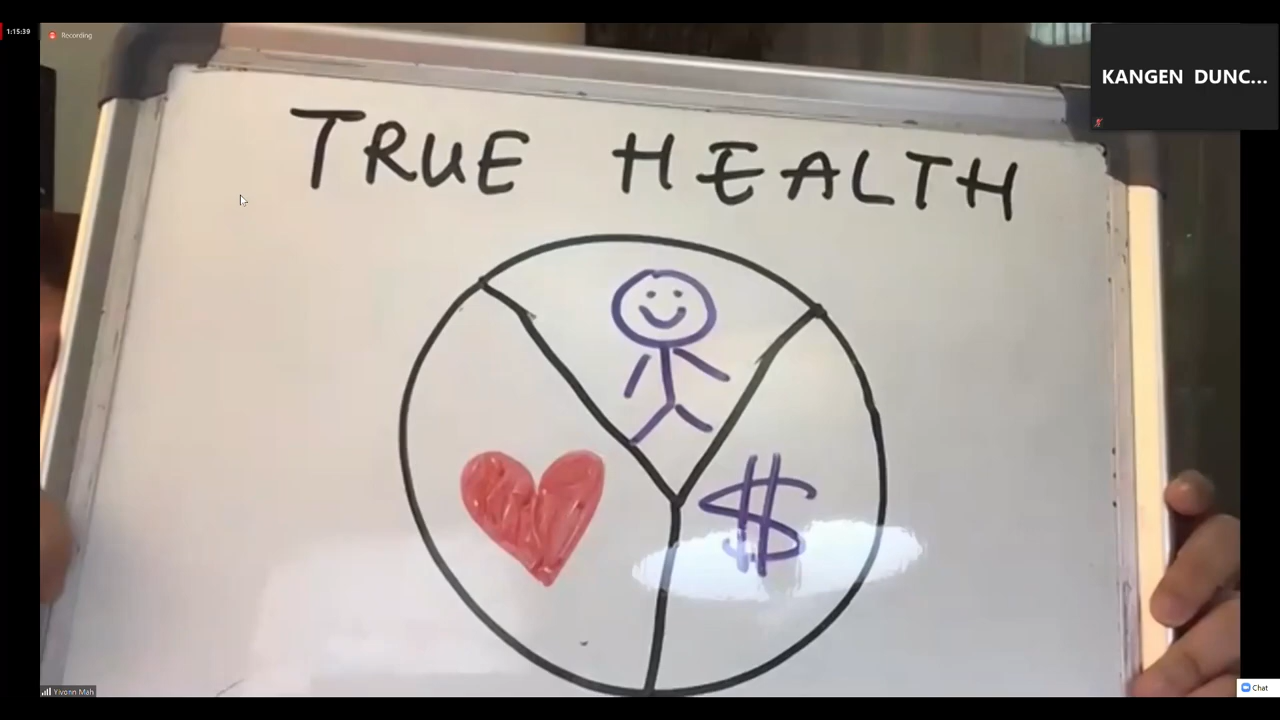 1:15:39
Recording
KANGEN DUNC...
TRUE HEALTH
$
Yivonn Mah
Chat